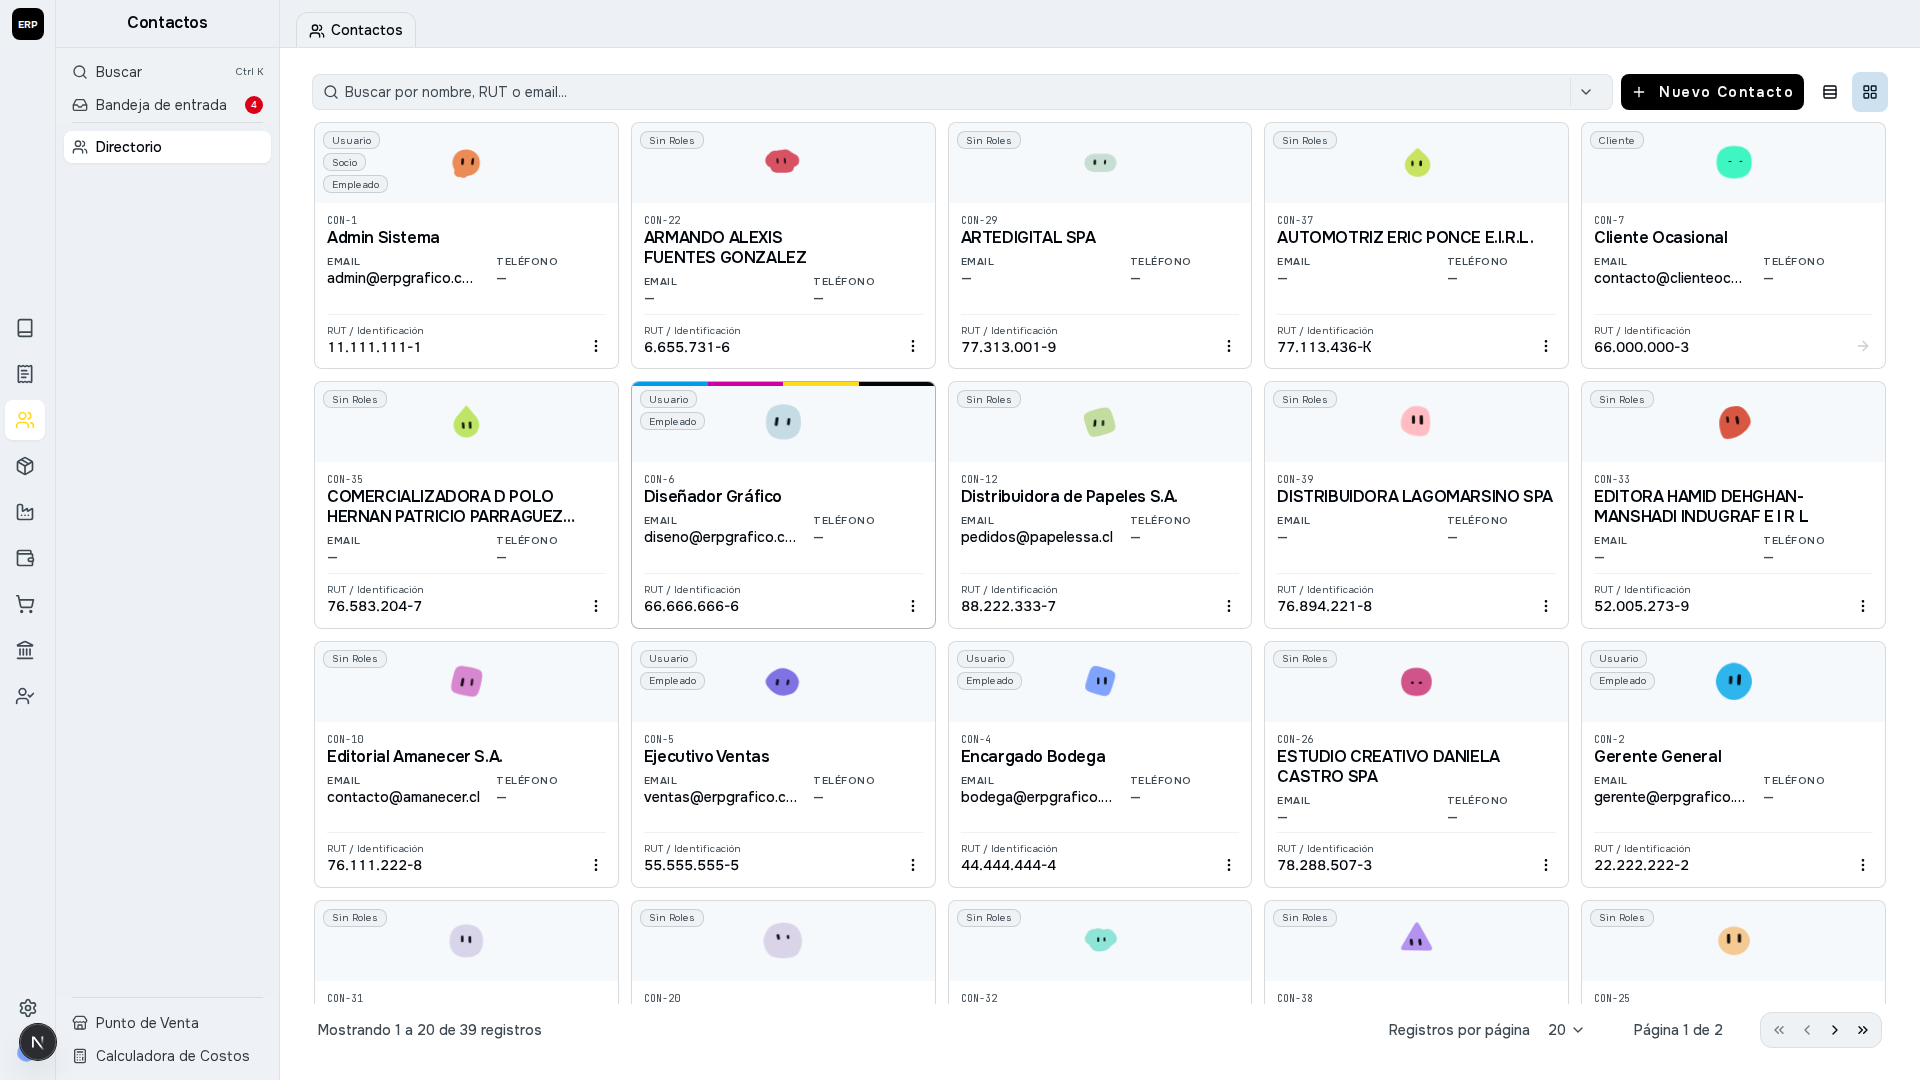 ERP
Contactos
Contactos
Buscar
Ctrl K
Bandeja de entrada
4
Directorio
Buscar por nombre, RUT o email...
Nuevo Contacto
Usuario
Socio
Empleado
CON-1
Admin Sistema
EMAIL
TELÉFONO
admin@erpgrafico.c...
—
RUT / Identificación
11.111.111-1
Sin Roles
CON-22
ARMANDO ALEXIS
FUENTES GONZALEZ
EMAIL
TELÉFONO
—
—
RUT / Identificación
6.655.731-6
Sin Roles
CON-29
ARTEDIGITAL SPA
EMAIL
TELÉFONO
—
—
RUT / Identificación
77.313.001-9
Sin Roles
CON-37
AUTOMOTRIZ ERIC PONCE E.I.R.L.
EMAIL
TELÉFONO
—
—
RUT / Identificación
77.113.436-K
Cliente
CON-7
Cliente Ocasional
EMAIL
TELÉFONO
contacto@clienteoc...
—
RUT / Identificación
66.000.000-3
Sin Roles
CON-35
COMERCIALIZADORA D POLO
HERNAN PATRICIO PARRAGUEZ...
EMAIL
TELÉFONO
—
—
RUT / Identificación
76.583.204-7
Usuario
Empleado
CON-6
Diseñador Gráfico
EMAIL
TELÉFONO
diseno@erpgrafico.c...
—
RUT / Identificación
66.666.666-6
Sin Roles
CON-12
Distribuidora de Papeles S.A.
EMAIL
TELÉFONO
pedidos@papelessa.cl
—
RUT / Identificación
88.222.333-7
Sin Roles
CON-39
DISTRIBUIDORA LAGOMARSINO SPA
EMAIL
TELÉFONO
—
—
RUT / Identificación
76.894.221-8
Sin Roles
CON-33
EDITORA HAMID DEHGHAN-
MANSHADI INDUGRAF E I R L
EMAIL
TELÉFONO
—
—
RUT / Identificación
52.005.273-9
Sin Roles
CON-10
Editorial Amanecer S.A.
EMAIL
TELÉFONO
contacto@amanecer.cl
—
RUT / Identificación
76.111.222-8
Usuario
Empleado
CON-5
Ejecutivo Ventas
EMAIL
TELÉFONO
ventas@erpgrafico.c...
—
RUT / Identificación
55.555.555-5
Usuario
Empleado
CON-4
Encargado Bodega
EMAIL
TELÉFONO
bodega@erpgrafico....
—
RUT / Identificación
44.444.444-4
Sin Roles
CON-26
ESTUDIO CREATIVO DANIELA
CASTRO SPA
EMAIL
TELÉFONO
—
—
RUT / Identificación
78.288.507-3
Usuario
Empleado
CON-2
Gerente General
EMAIL
TELÉFONO
gerente@erpgrafico....
—
RUT / Identificación
22.222.222-2
Sin Roles
CON-31
Sin Roles
CON-20
Sin Roles
CON-32
Sin Roles
CON-38
Sin Roles
CON-25
Punto de Venta
Calculadora de Costos
N
Mostrando 1 a 20 de 39 registros
Registros por página
20
Página 1 de 2